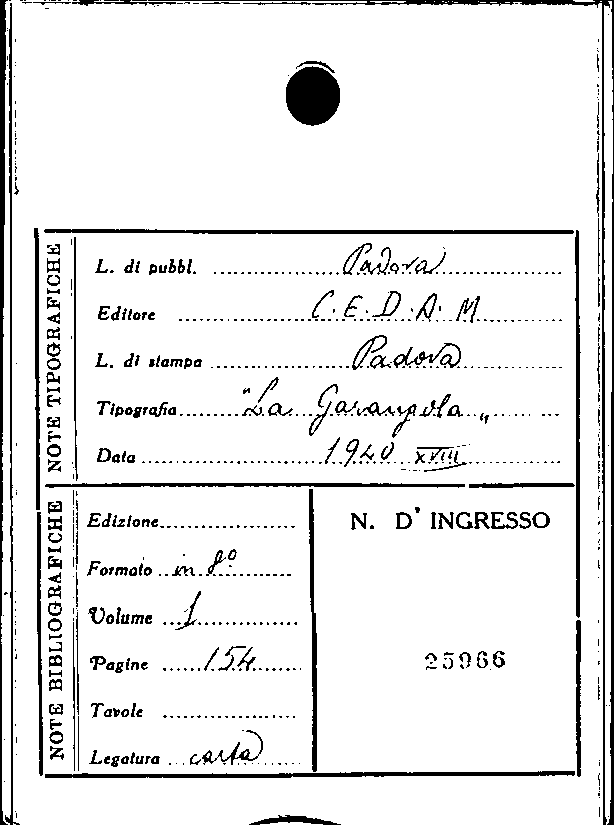 NOTE TIPOGRAFICHE
L. di pubbl. Padova
Editore C.E.D.A.M
L. di stampa Padova
Tipografia "La Garangola"
Data 1940 XVIII
NOTE BIBLIOGRAFICHE
Edizione
Formato in 8º
Volume 1
Pagine 154
Tavole
Legatura carta
N. D' INGRESSO
25966